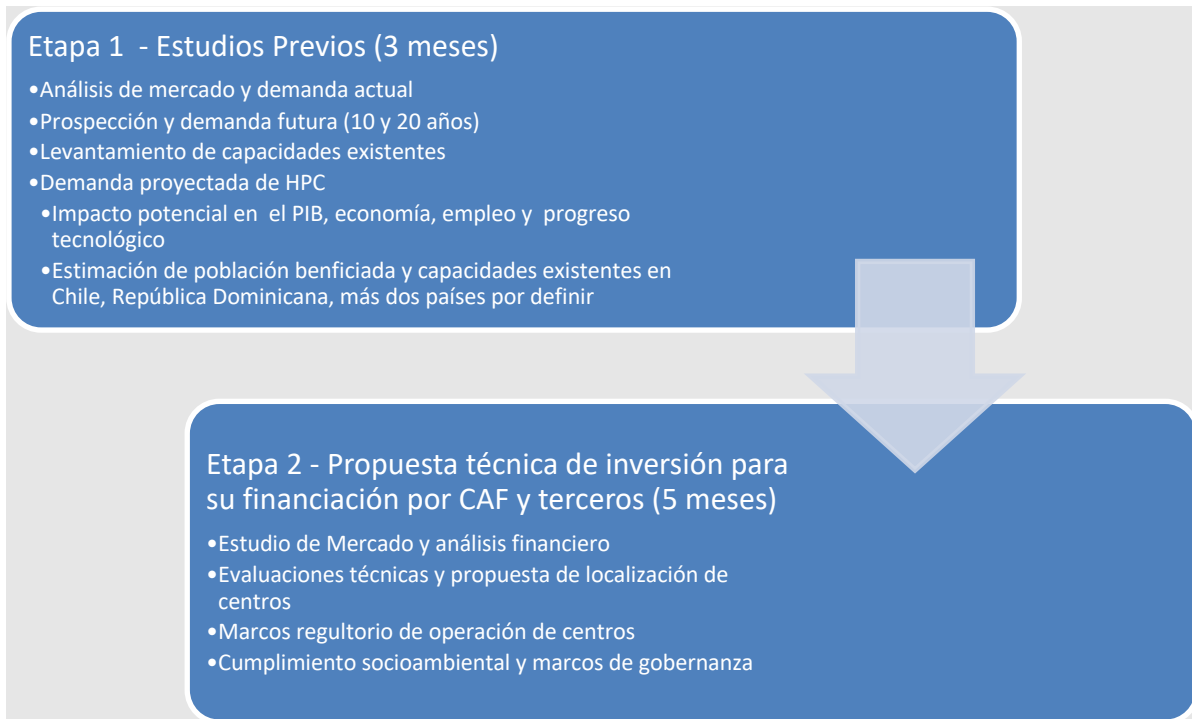 Etapa 1  - Estudios Previos (3 meses)
•Análisis de mercado y demanda actual
•Prospección y demanda futura (10 y 20 años)
•Levantamiento de capacidades existentes
•Demanda proyectada de HPC
•Impacto potencial en  el PIB, economía, empleo y  progreso
tecnológico
•Estimación de población benficiada y capacidades existentes en
Chile, República Dominicana, más dos países por definir
Etapa 2 - Propuesta técnica de inversión para
su financiación por CAF y terceros (5 meses)
•Estudio de Mercado y análisis financiero
•Evaluaciones técnicas y propuesta de localización de
centros
•Marcos regultorio de operación de centros
•Cumplimiento socioambiental y marcos de gobernanza